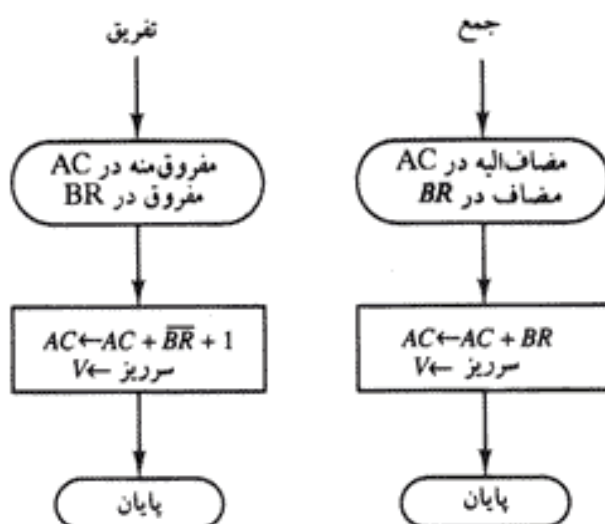 جمع
مضاف‌الیه در AC
مضاف در BR
AC←AC + BR
V← سرریز
پایان
تفریق
مفروق‌منه در AC
مفروق در BR
AC←AC + B̅R̅ + 1
V← سرریز
پایان